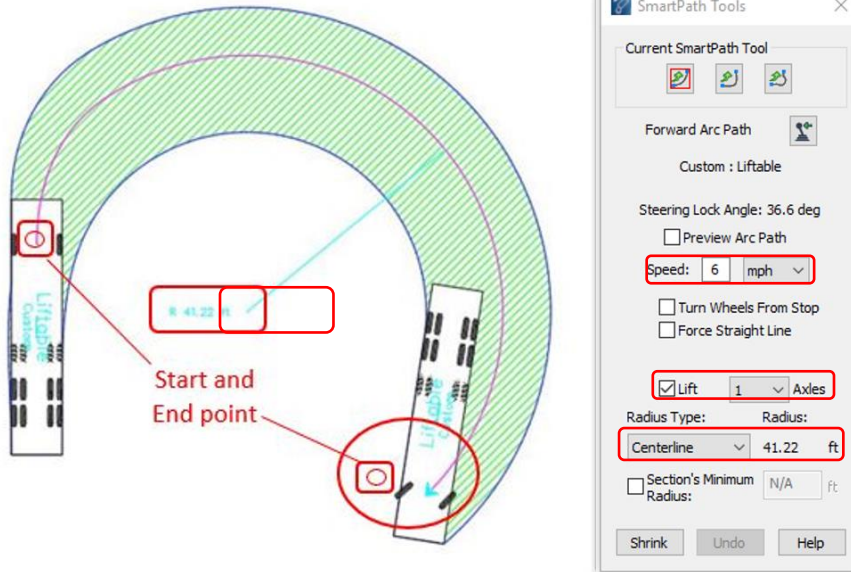 SmartPath Tools
Current SmartPath Tool
Forward Arc Path
Custom : Liftable
Steering Lock Angle: 36.6 deg
Preview Arc Path
Speed: 6 mph
Turn Wheels From Stop
Force Straight Line
Lift 1 Axles
Radius Type: Radius:
Centerline 41.22 ft
Section's Minimum
Radius: N/A ft
Shrink Undo Help
R 41.22 ft
Liftable
Custom
Start and
End point
Liftable
Custom